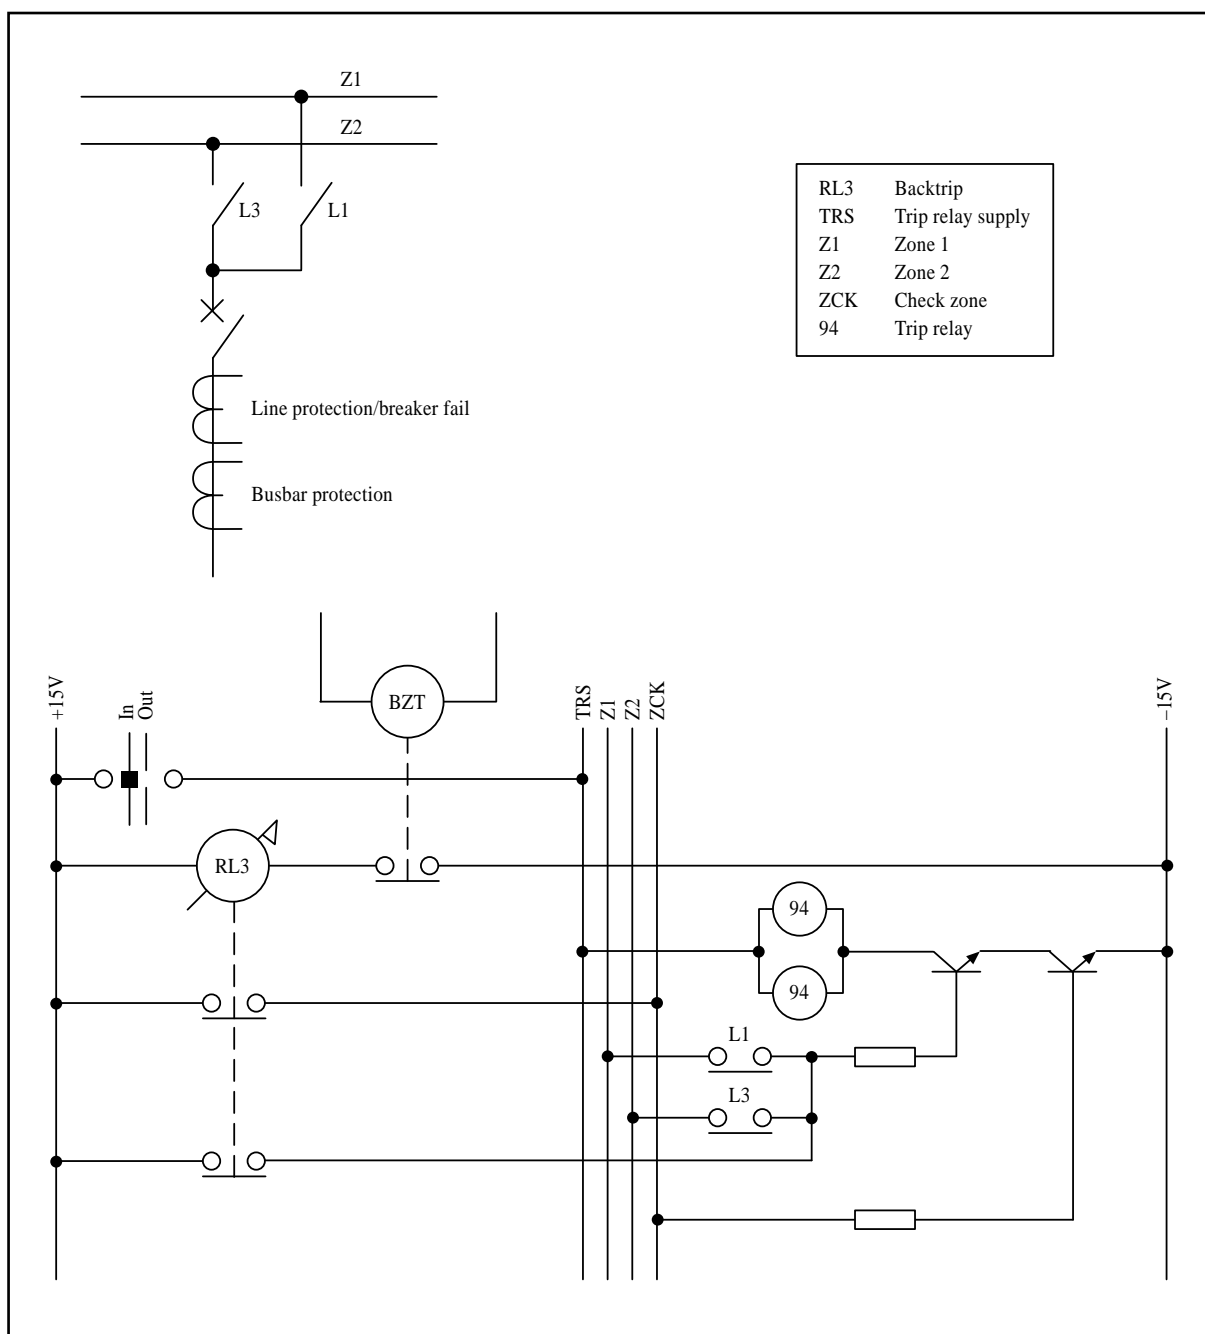 Z1
Z2
L3
L1
RL3 Backtrip
TRS Trip relay supply
Z1 Zone 1
Z2 Zone 2
ZCK Check zone
94 Trip relay
Line protection/breaker fail
Busbar protection
+15V
In
Out
BZT
TRS
Z1
Z2
ZCK
–15V
RL3
94
94
L1
L3